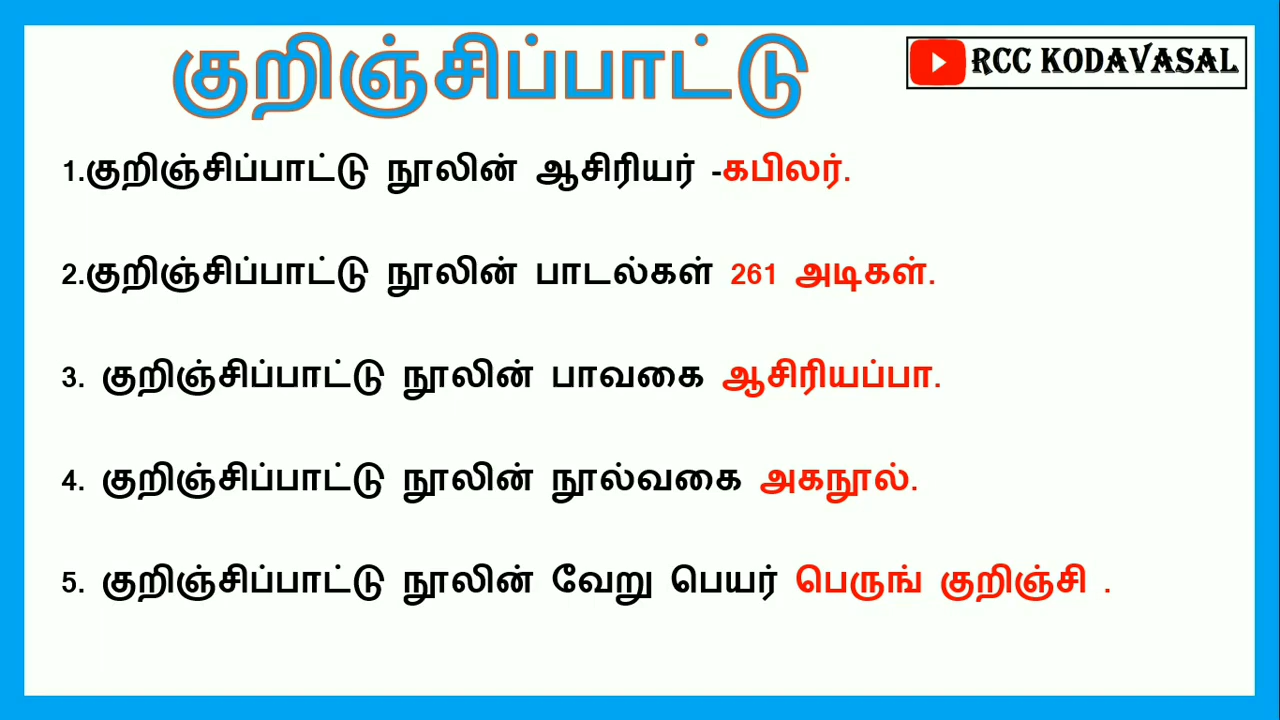 குறிஞ்சிப்பாட்டு
RCC KODAVASAL
1.குறிஞ்சிப்பாட்டு நூலின் ஆசிரியர் -கபிலர்.
2.குறிஞ்சிப்பாட்டு நூலின் பாடல்கள் 261 அடிகள்.
3. குறிஞ்சிப்பாட்டு நூலின் பாவகை ஆசிரியப்பா.
4. குறிஞ்சிப்பாட்டு நூலின் நூல்வகை அகநூல்.
5. குறிஞ்சிப்பாட்டு நூலின் வேறு பெயர் பெருங் குறிஞ்சி .